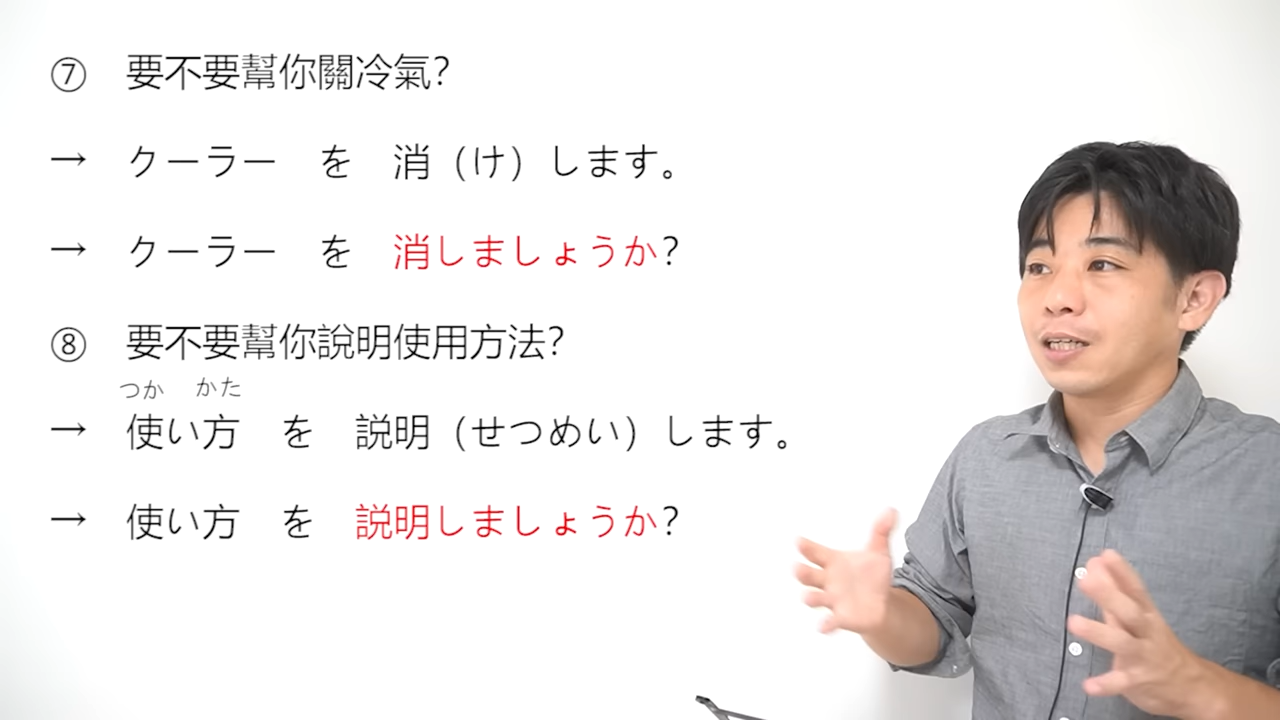 ⑦　要不要幫你關冷氣?
→　クーラー　を　消（け）します。
→　クーラー　を　消しましょうか?
⑧　要不要幫你說明使用方法?
つか　かた
→　使い方　を　説明（せつめい）します。
→　使い方　を　説明しましょうか?